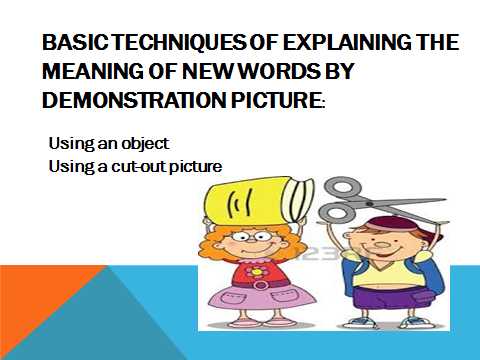 BASIC TECHNIQUES OF EXPLAINING THE
MEANING OF NEW WORDS BY
DEMONSTRATION PICTURE:
Using an object
Using a cut-out picture